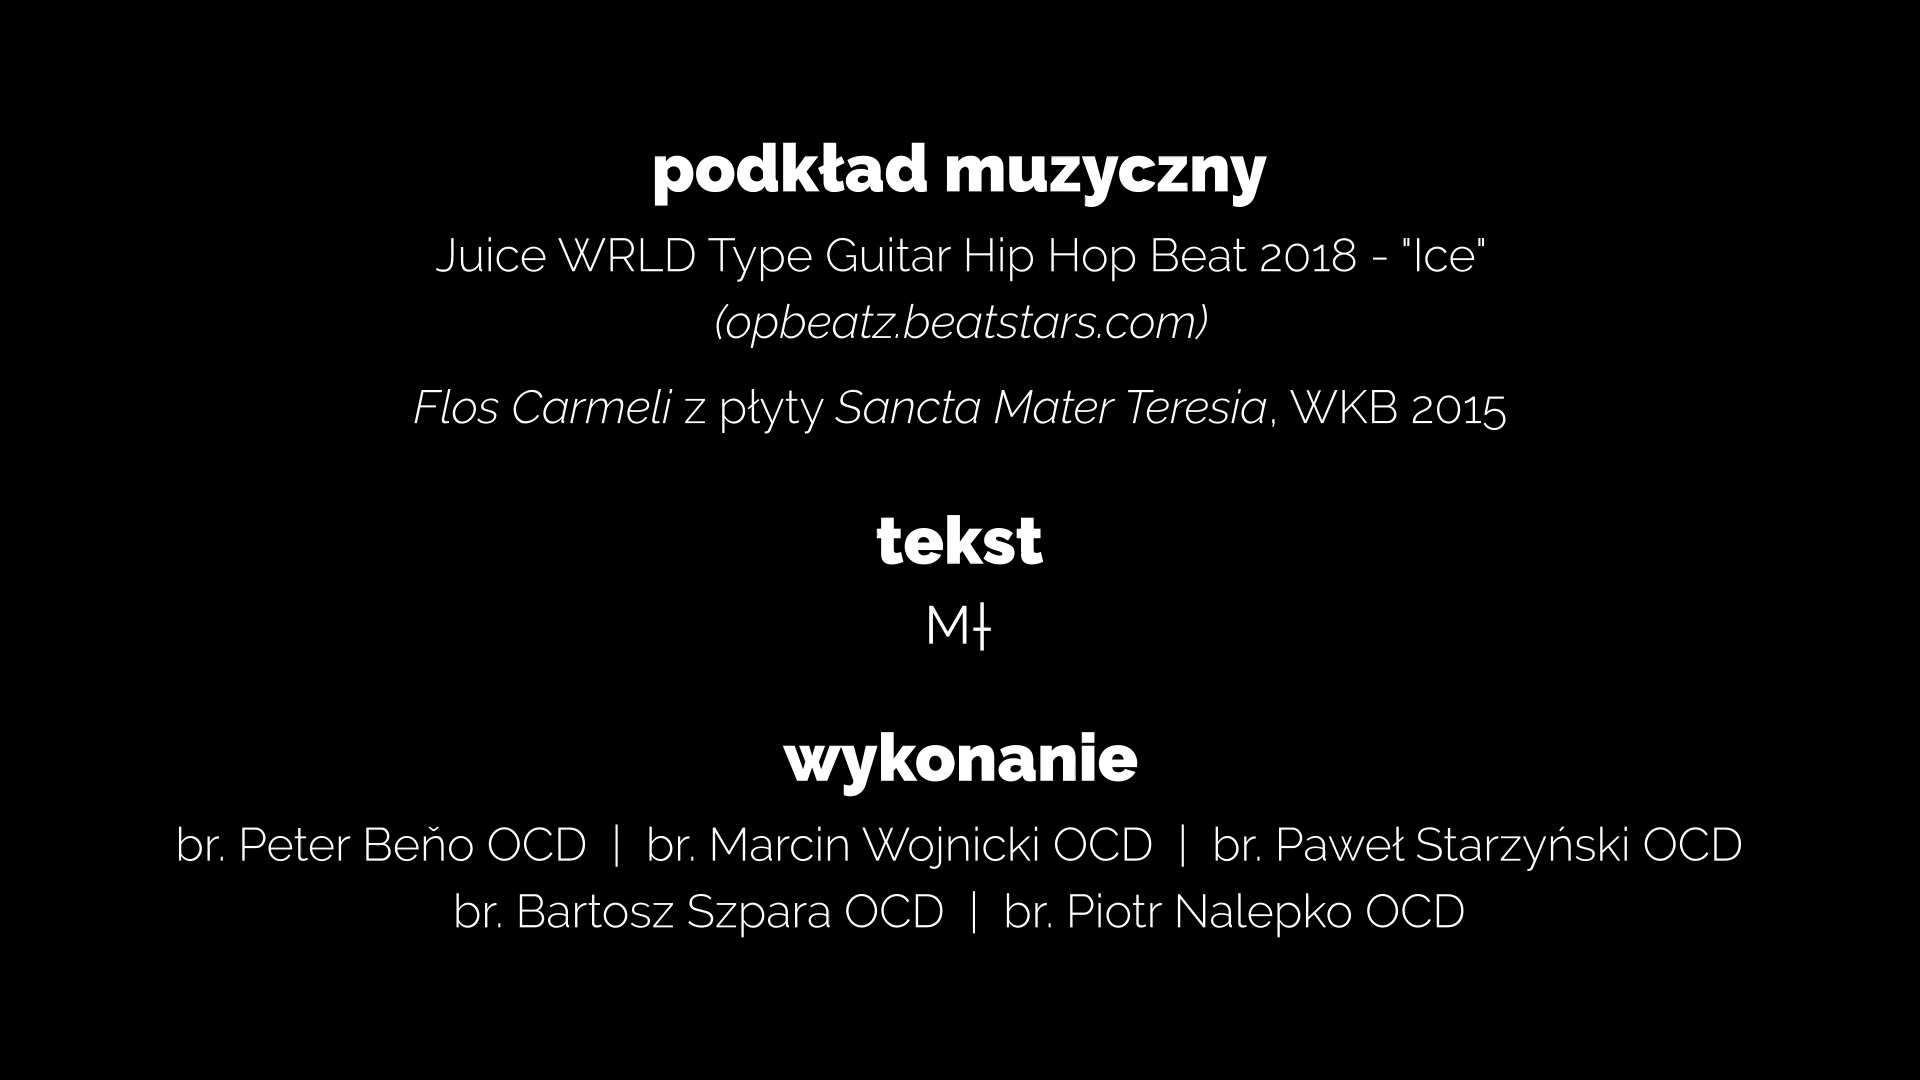 podkład muzyczny
Juice WRLD Type Guitar Hip Hop Beat 2018 - "Ice"
(opbeatz.beatstars.com)
Flos Carmeli z płyty Sancta Mater Teresia, WKB 2015
tekst
M┼
wykonanie
br. Peter Beňo OCD | br. Marcin Wojnicki OCD | br. Paweł Starzyński OCD
br. Bartosz Szpara OCD | br. Piotr Nalepko OCD